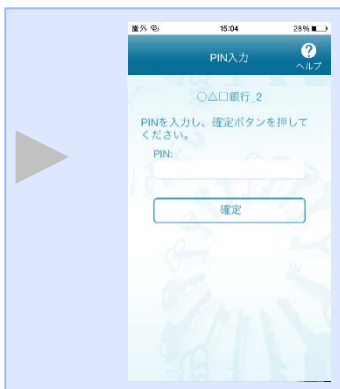 圏外 15:04 28%
PIN入力
?
ヘルプ
○△□銀行_2
PINを入力し、確定ボタンを押して
ください。
PIN:
確定